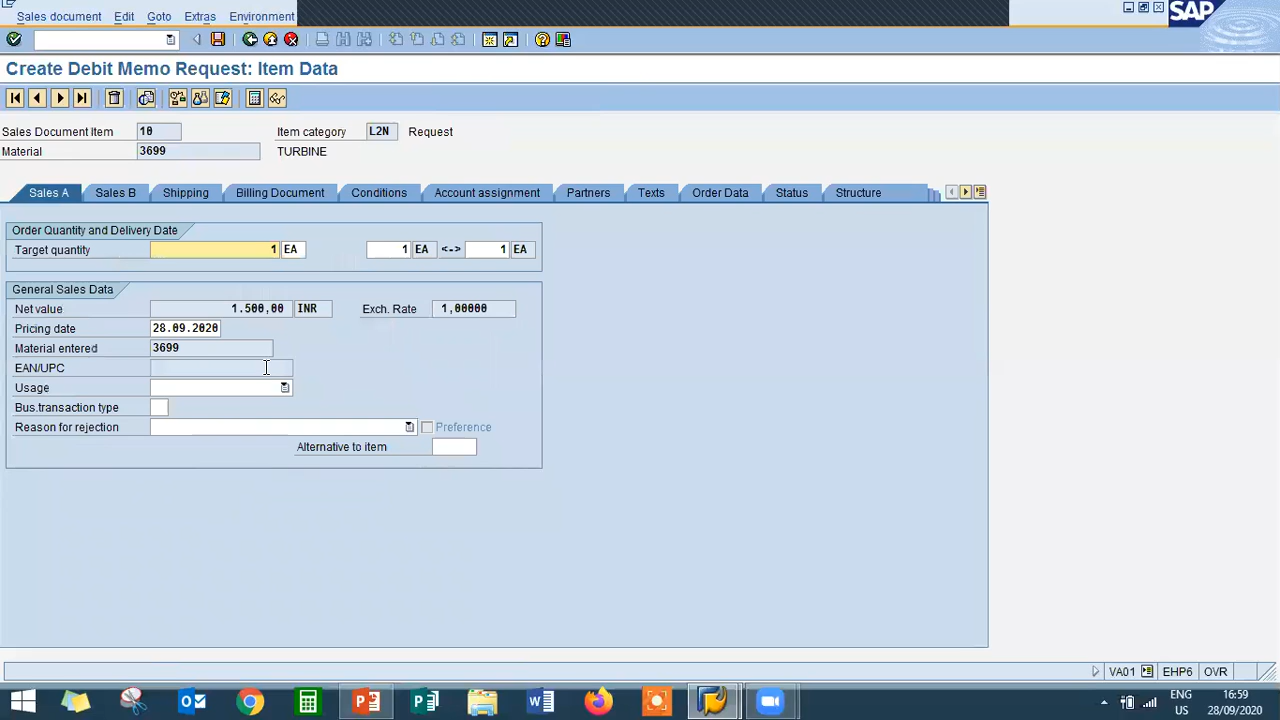 Sales document Edit Goto Extras Environment
SAP
Create Debit Memo Request: Item Data
Sales Document Item 10 Item category L2N Request
Material 3699 TURBINE
Sales A Sales B Shipping Billing Document Conditions Account assignment Partners Texts Order Data Status Structure
Order Quantity and Delivery Date
Target quantity 1 EA 1 EA <-> 1 EA
General Sales Data
Net value 1.500,00 INR Exch. Rate 1,00000
Pricing date 28.09.2020
Material entered 3699
EAN/UPC
Usage
Bus.transaction type
Reason for rejection Preference
Alternative to item
VA01 EHP6 OVR
ENG 16:59
US 28/09/2020